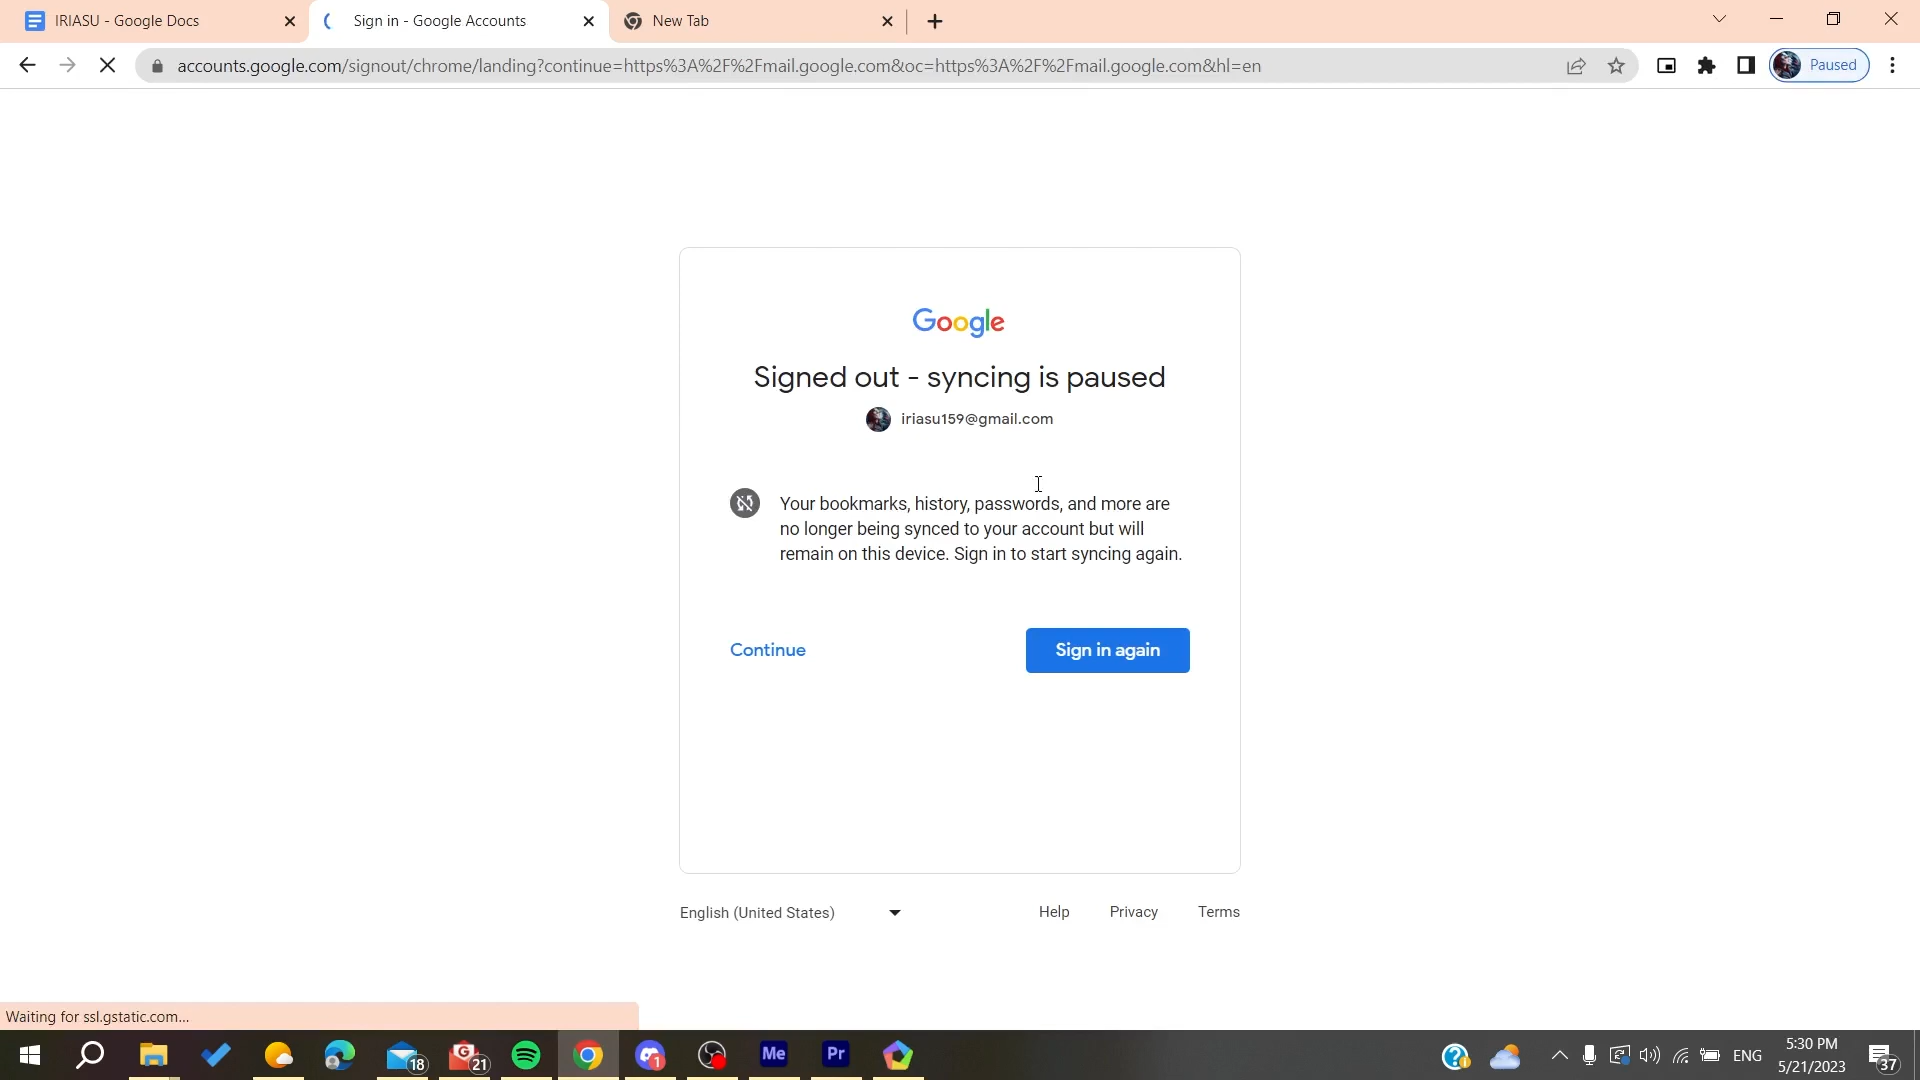 IRIASU - Google Docs
Sign in - Google Accounts
New Tab
accounts.google.com/signout/chrome/landing?continue=https%3A%2F%2Fmail.google.com&oc=https%3A%2F%2Fmail.google.com&hl=en
Paused
Google
Signed out - syncing is paused
iriasu159@gmail.com
Your bookmarks, history, passwords, and more are
no longer being synced to your account but will
remain on this device. Sign in to start syncing again.
Continue
Sign in again
English (United States)
Help
Privacy
Terms
Waiting for ssl.gstatic.com...
18
G
21
1
Me
Pr
ENG
5:30 PM
5/21/2023
37